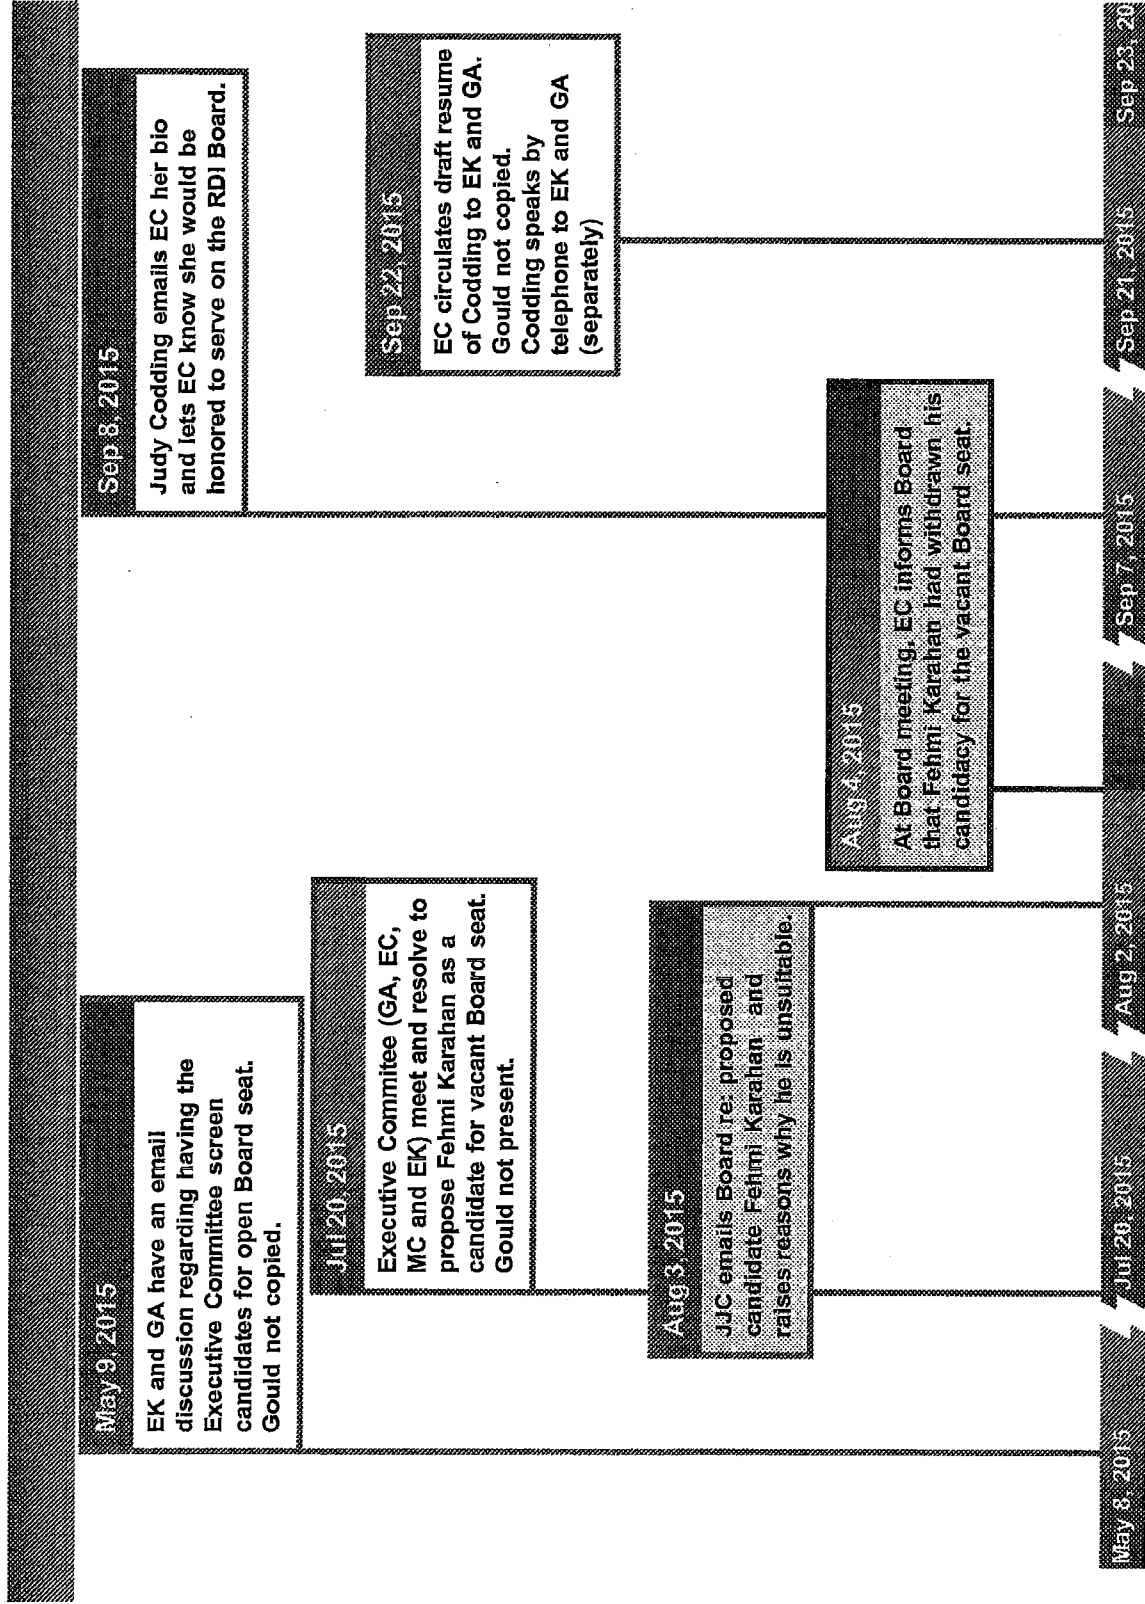 May 9, 2015
EK and GA have an email
discussion regarding having the
Executive Committee screen
candidates for open Board seat.
Gould not copied.
Jul 20, 2015
Executive Commitee (GA, EC,
MC and EK) meet and resolve to
propose Fehmi Karahan as a
candidate for vacant Board seat.
Gould not present.
Aug 3, 2015
JJC emails Board re: proposed
candidate Fehmi Karahan and
raises reasons why he is unsuitable.
Aug 4, 2015
At Board meeting, EC informs Board
that Fehmi Karahan had withdrawn his
candidacy for the vacant Board seat.
Sep 8, 2015
Judy Codding emails EC her bio
and lets EC know she would be
honored to serve on the RDI Board.
Sep 22, 2015
EC circulates draft resume
of Codding to EK and GA.
Gould not copied.
Codding speaks by
telephone to EK and GA
(separately)
May 8, 2015
Jul 20, 2015
Aug 2, 2015
Sep 7, 2015
Sep 21, 2015
Sep 23, 20